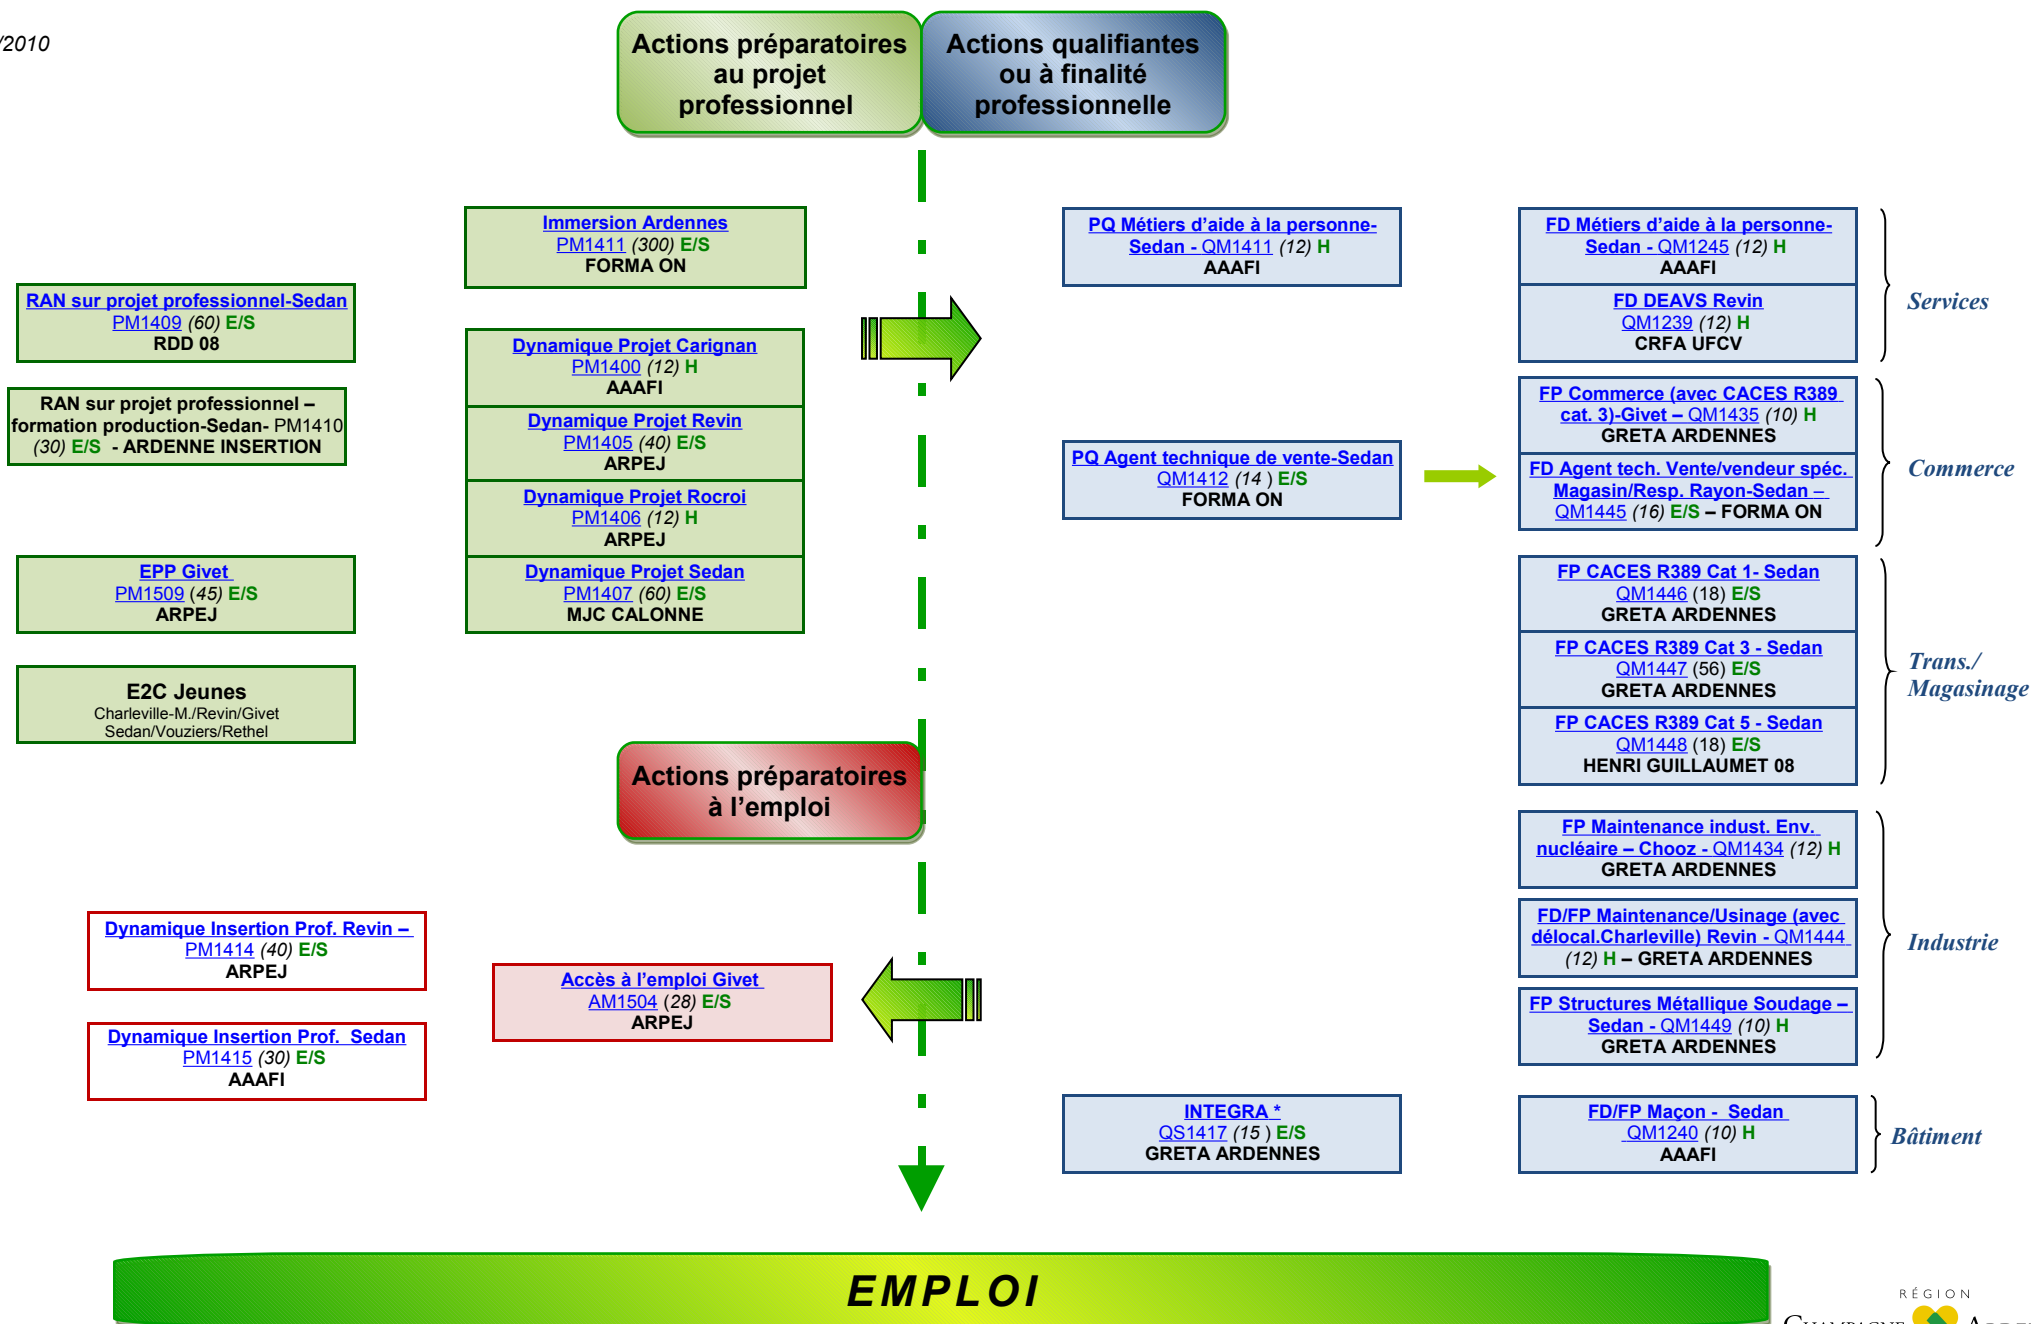 /2010
Actions préparatoires
au projet
professionnel
Actions qualifiantes
ou à finalité
professionnelle
RAN sur projet professionnel-Sedan
PM1409 (60) E/S
RDD 08
RAN sur projet professionnel –
formation production-Sedan- PM1410
(30) E/S - ARDENNE INSERTION
EPP Givet
PM1509 (45) E/S
ARPEJ
E2C Jeunes
Charleville-M./Revin/Givet
Sedan/Vouziers/Rethel
Immersion Ardennes
PM1411 (300) E/S
FORMA ON
Dynamique Projet Carignan
PM1400 (12) H
AAAFI
Dynamique Projet Revin
PM1405 (40) E/S
ARPEJ
Dynamique Projet Rocroi
PM1406 (12) H
ARPEJ
Dynamique Projet Sedan
PM1407 (60) E/S
MJC CALONNE
PQ Métiers d’aide à la personne-
Sedan - QM1411 (12) H
AAAFI
PQ Agent technique de vente-Sedan
QM1412 (14 ) E/S
FORMA ON
FD Métiers d’aide à la personne-
Sedan - QM1245 (12) H
AAAFI
FD DEAVS Revin
QM1239 (12) H
CRFA UFCV
Services
FP Commerce (avec CACES R389
cat. 3)-Givet – QM1435 (10) H
GRETA ARDENNES
FD Agent tech. Vente/vendeur spéc.
Magasin/Resp. Rayon-Sedan –
QM1445 (16) E/S – FORMA ON
Commerce
FP CACES R389 Cat 1- Sedan
QM1446 (18) E/S
GRETA ARDENNES
FP CACES R389 Cat 3 - Sedan
QM1447 (56) E/S
GRETA ARDENNES
FP CACES R389 Cat 5 - Sedan
QM1448 (18) E/S
HENRI GUILLAUMET 08
Trans./
Magasinage
Actions préparatoires
à l’emploi
Dynamique Insertion Prof. Revin –
PM1414 (40) E/S
ARPEJ
Dynamique Insertion Prof. Sedan
PM1415 (30) E/S
AAAFI
Accès à l’emploi Givet
AM1504 (28) E/S
ARPEJ
FP Maintenance indust. Env.
nucléaire – Chooz - QM1434 (12) H
GRETA ARDENNES
FD/FP Maintenance/Usinage (avec
délocal.Charleville) Revin - QM1444
(12) H – GRETA ARDENNES
FP Structures Métallique Soudage –
Sedan - QM1449 (10) H
GRETA ARDENNES
Industrie
INTEGRA *
QS1417 (15 ) E/S
GRETA ARDENNES
FD/FP Maçon - Sedan
QM1240 (10) H
AAAFI
Bâtiment
EMPLOI
RÉGION